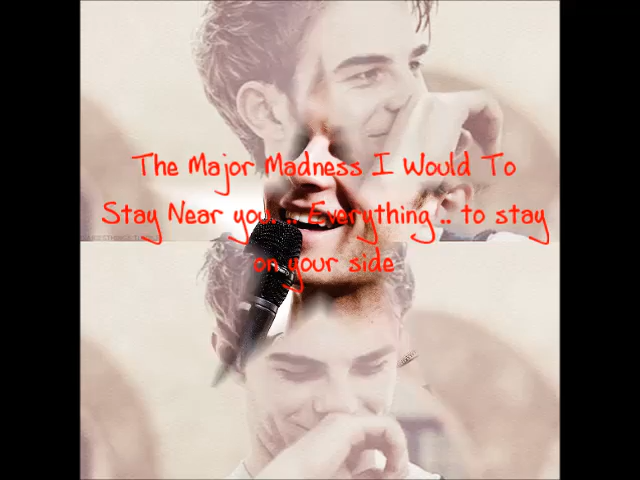 The Major Madness I Would To
Stay Near you. .. Everything .. to stay
on your side